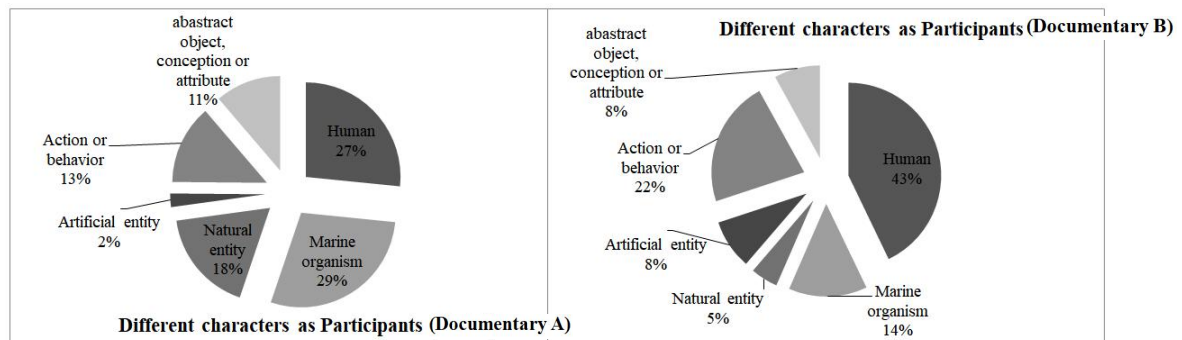 abastract
object,
conception or
attribute
11%
Human
27%
Action or
behavior
13%
Artificial entity
2%
Natural
entity
18%
Marine
organism
29%
Different characters as Participants (Documentary A)
Different characters as Participants (Documentary B)
abastract
object,
conception or
attribute
8%
Human
43%
Action or
behavior
22%
Artificial entity
8%
Natural entity
5%
Marine
organism
14%